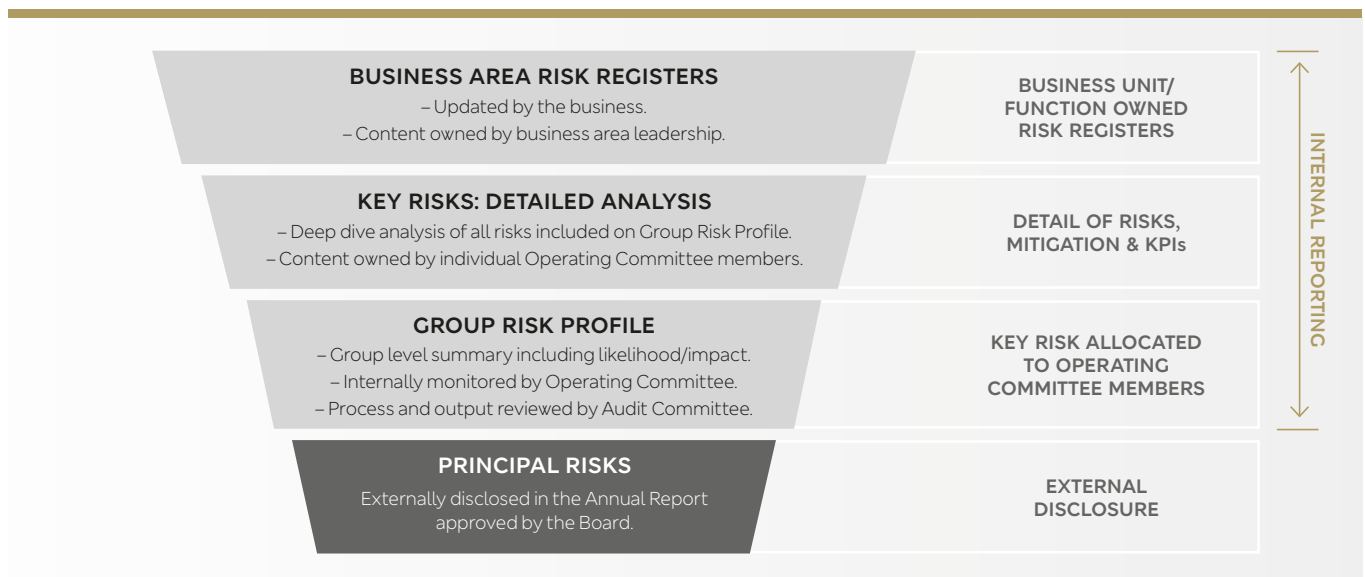 BUSINESS AREA RISK REGISTERS
– Updated by the business.
– Content owned by business area leadership.
BUSINESS UNIT/
FUNCTION OWNED
RISK REGISTERS
KEY RISKS: DETAILED ANALYSIS
– Deep dive analysis of all risks included on Group Risk Profile.
– Content owned by individual Operating Committee members.
DETAIL OF RISKS,
MITIGATION & KPIs
GROUP RISK PROFILE
– Group level summary including likelihood/impact.
– Internally monitored by Operating Committee.
– Process and output reviewed by Audit Committee.
KEY RISK ALLOCATED
TO OPERATING
COMMITTEE MEMBERS
INTERNAL REPORTING
PRINCIPAL RISKS
Externally disclosed in the Annual Report
approved by the Board.
EXTERNAL
DISCLOSURE